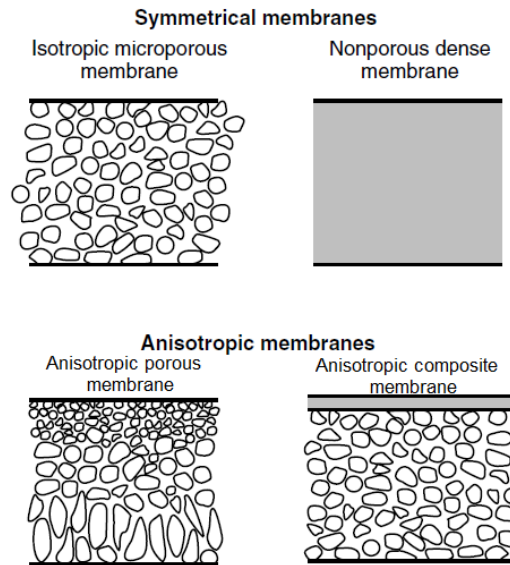 Symmetrical membranes
Isotropic microporous
membrane
Nonporous dense
membrane
Anisotropic membranes
Anisotropic porous
membrane
Anisotropic composite
membrane